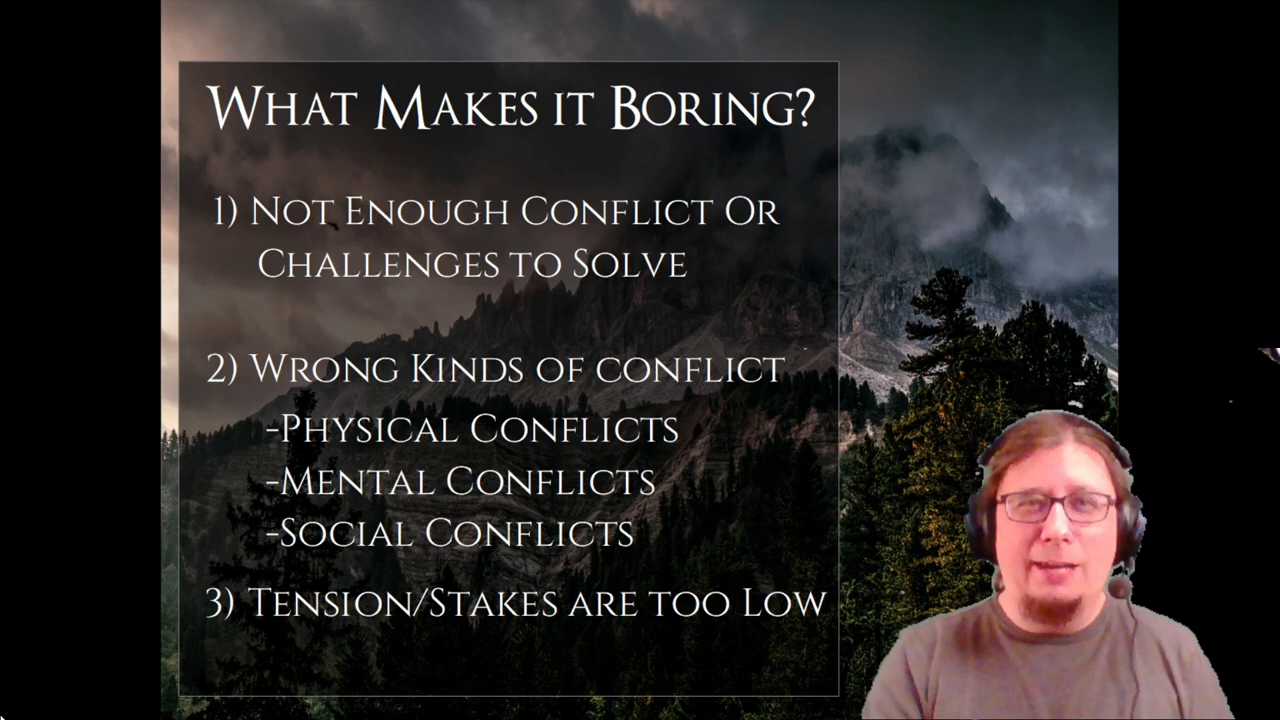 What Makes it Boring?
1) Not Enough Conflict Or
Challenges to Solve
2) Wrong Kinds of conflict
-Physical Conflicts
-Mental Conflicts
-Social Conflicts
3) Tension/Stakes are too Low